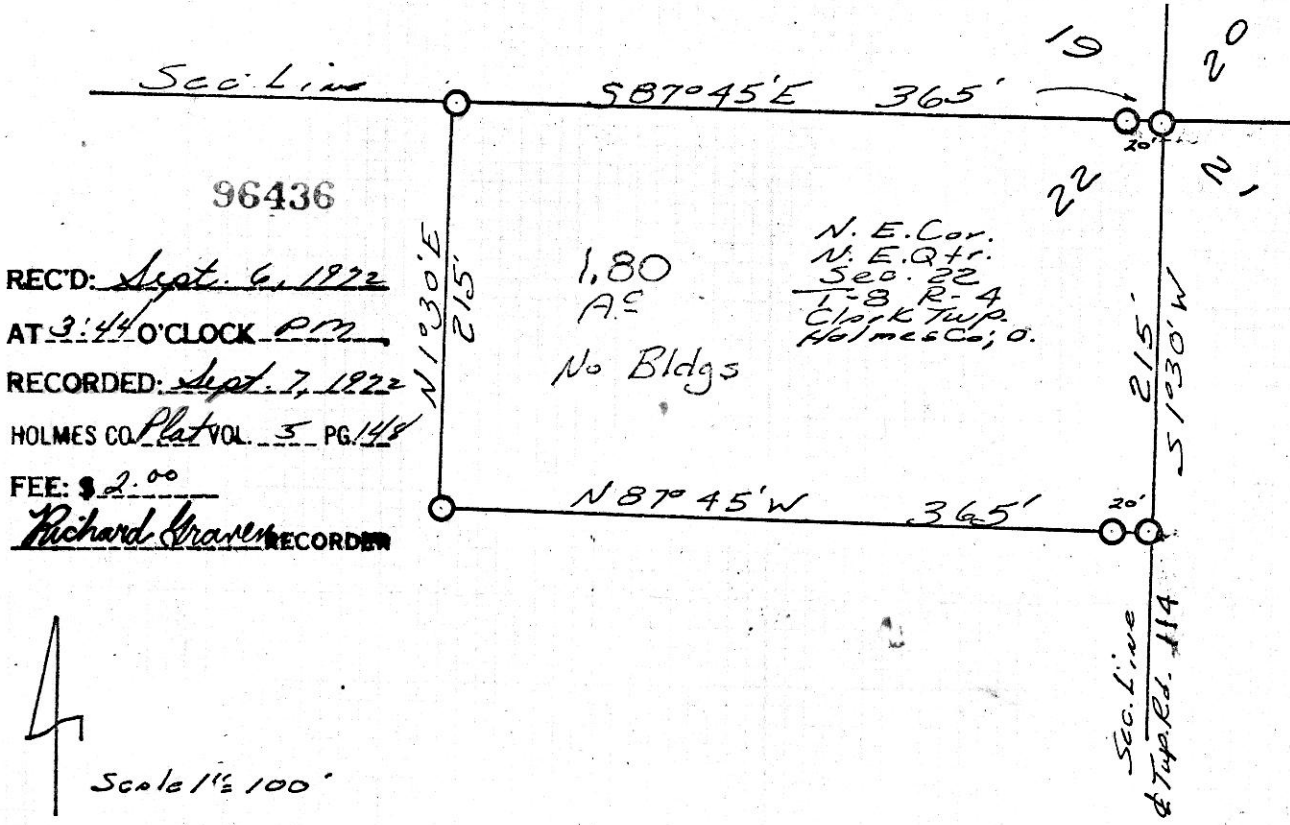 19
20
Sec. Line
S87°45'E 365'
20'
22
21
96436
REC'D: Sept. 6, 1972
AT 3:44 O'CLOCK P.M.
RECORDED: Sept. 7, 1972
HOLMES CO. Plat VOL. 5 PG. 148
FEE: $ 2.00
Richard Graven RECORDER
N1°30'E
215'
1.80
Ac
No Bldgs
N. E. Cor.
N. E. Qtr.
Sec. 22
T-8 R-4
Clark Twp.
Holmes Co; O.
215'
S1°30'W
N87°45'W 365'
20'
Sec. Line
℄ Twp. Rd. 114
Scale 1"= 100'